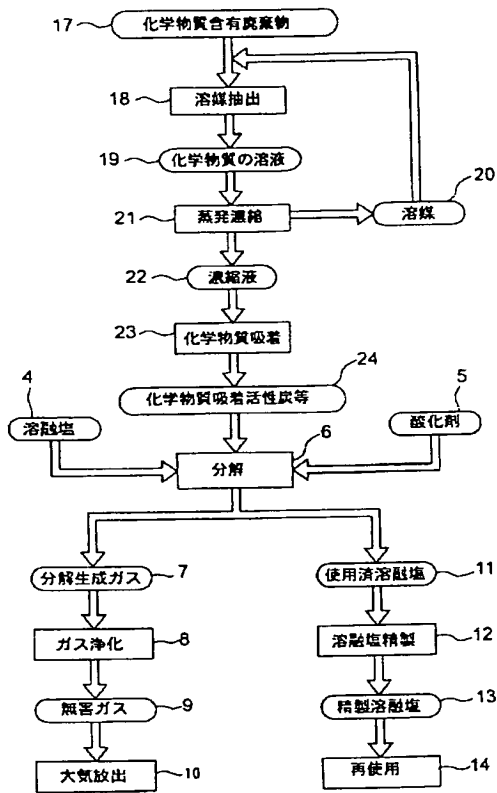 17
化学物質含有廃棄物
18
溶媒抽出
19
化学物質の溶液
20
21
蒸発濃縮
溶媒
22
濃縮液
23
化学物質吸着
24
4
化学物質吸着活性炭等
5
溶融塩
酸化剤
6
分解
分解生成ガス
7
使用済溶融塩
11
ガス浄化
8
溶融塩精製
12
無害ガス
9
精製溶融塩
13
大気放出
10
再使用
14